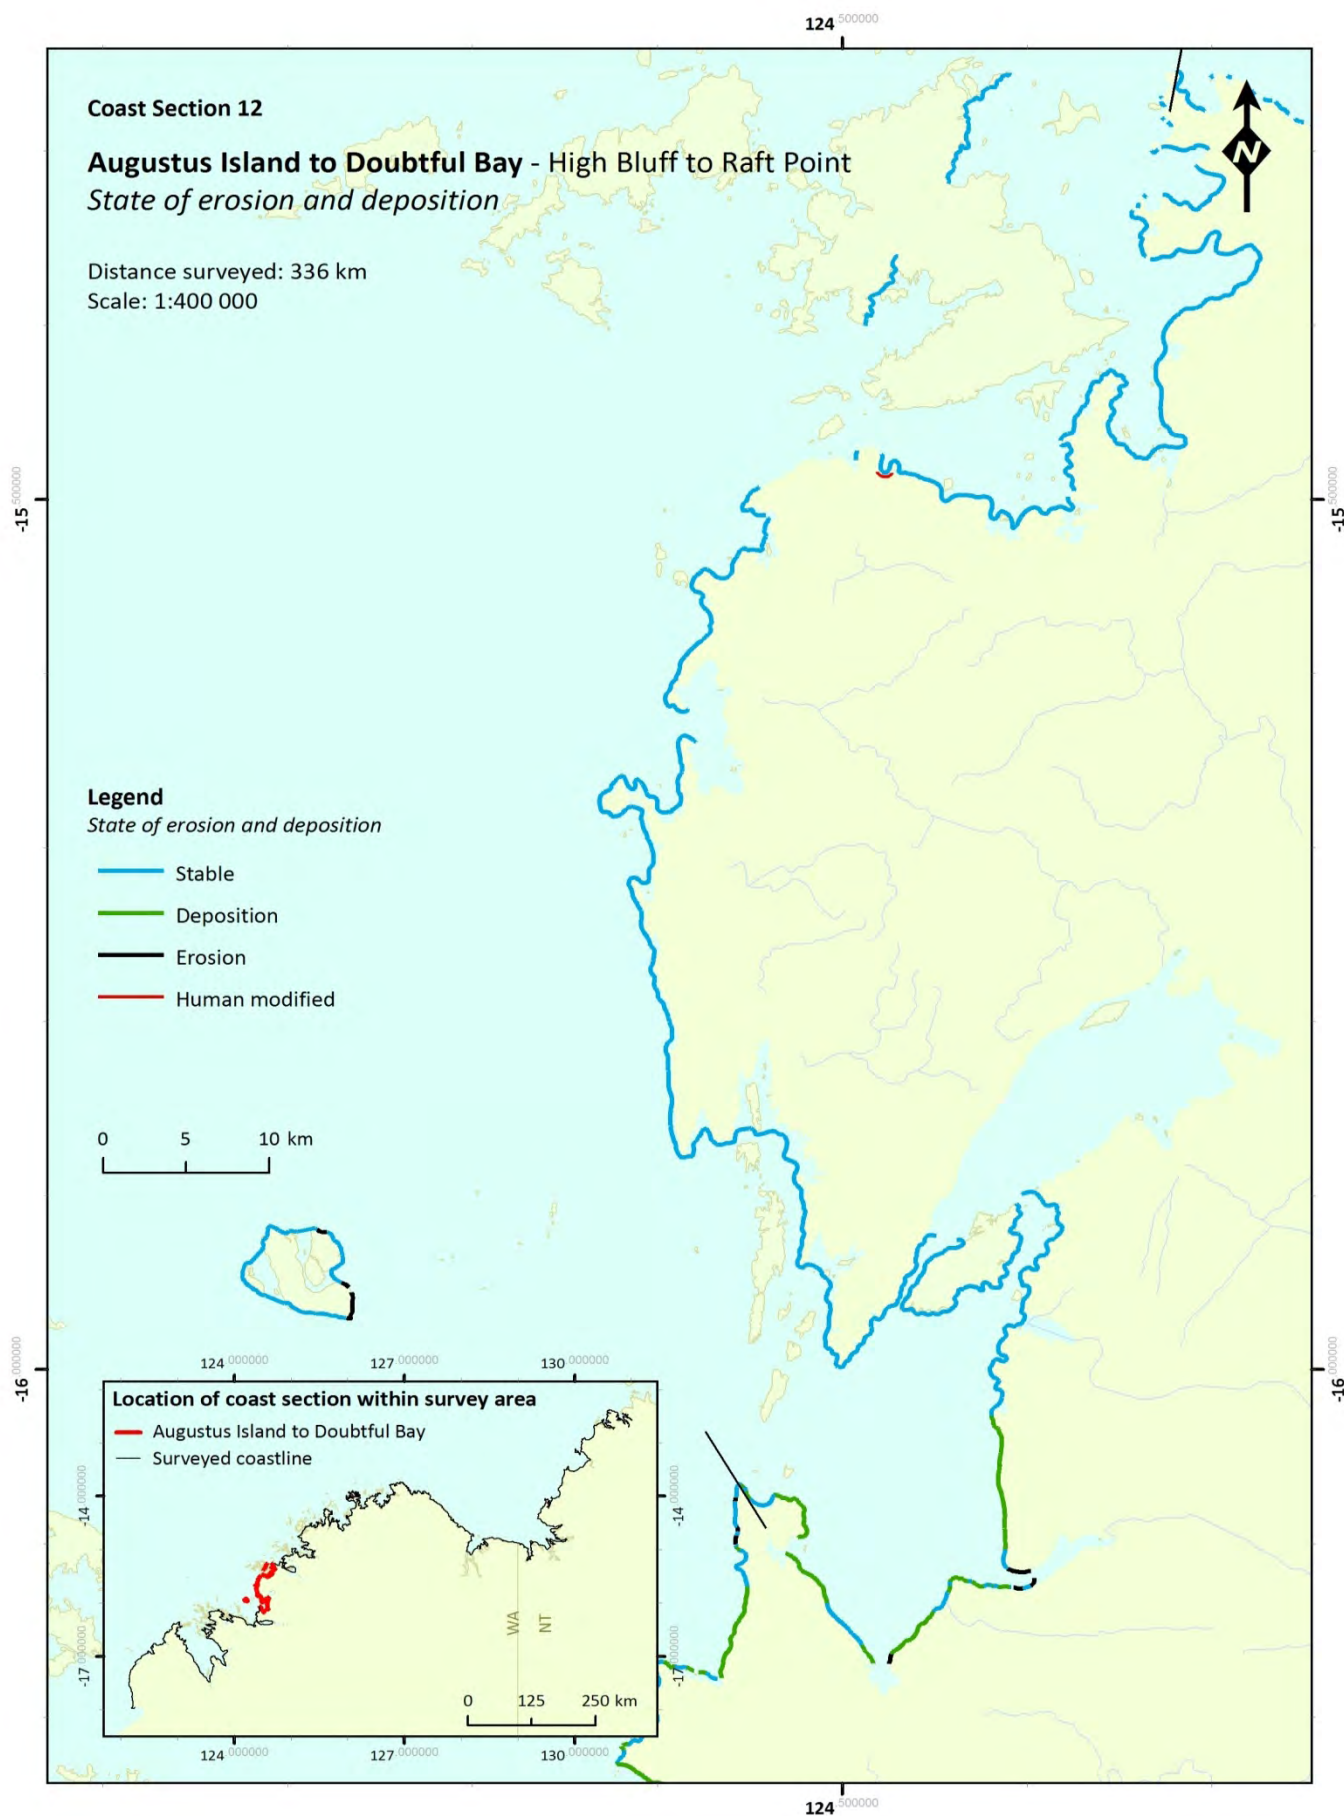 124.500000
Coast Section 12
Augustus Island to Doubtful Bay - High Bluff to Raft Point
State of erosion and deposition
Distance surveyed: 336 km
Scale: 1:400 000
N
-15.500000
-15.500000
Legend
State of erosion and deposition
Stable
Deposition
Erosion
Human modified
0 5 10 km
-16.000000
-16.000000
124.000000 127.000000 130.000000
Location of coast section within survey area
Augustus Island to Doubtful Bay
Surveyed coastline
-14.000000
-14.000000
WA NT
-17.000000
-17.000000
0 125 250 km
124.000000 127.000000 130.000000
124.500000